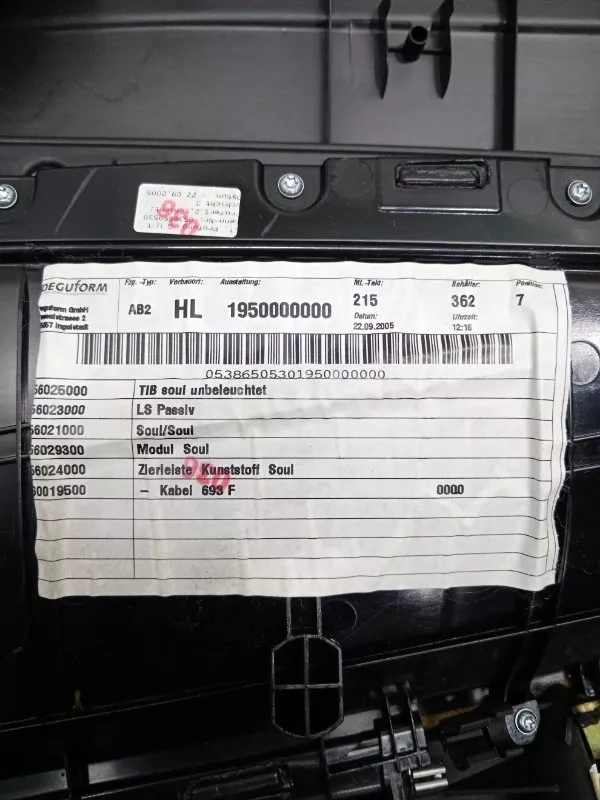 DEGUFORM
Ingolstadt
Fzg.-Typ: Verbauort: Ausstattung: ML-Takt: Behälter: Position:
AB2 HL 1950000000 215 362 7
Datum: Uhrzeit:
22.09.2005 12:16
05386505301950000000
56025000 TIB soul unbeleuchtet
56023000 LS Passiv
56021000 Soul/Soul
56029300 Modul Soul
56024000 Zierleiste Kunststoff Soul
60019500 – Kabel 693 F 0000